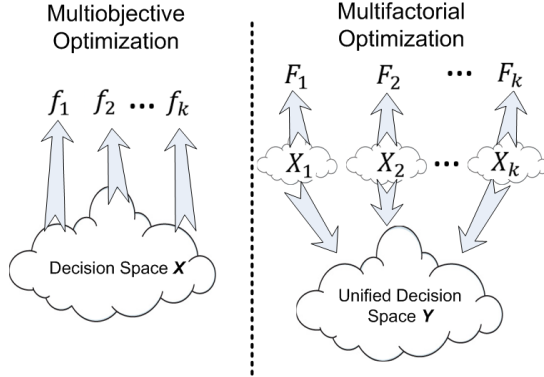 Multiobjective
Optimization
f₁ f₂ ••• fₖ
Decision Space X
Multifactorial
Optimization
F₁ F₂ ••• Fₖ
X₁ X₂ ••• Xₖ
Unified Decision
Space Y